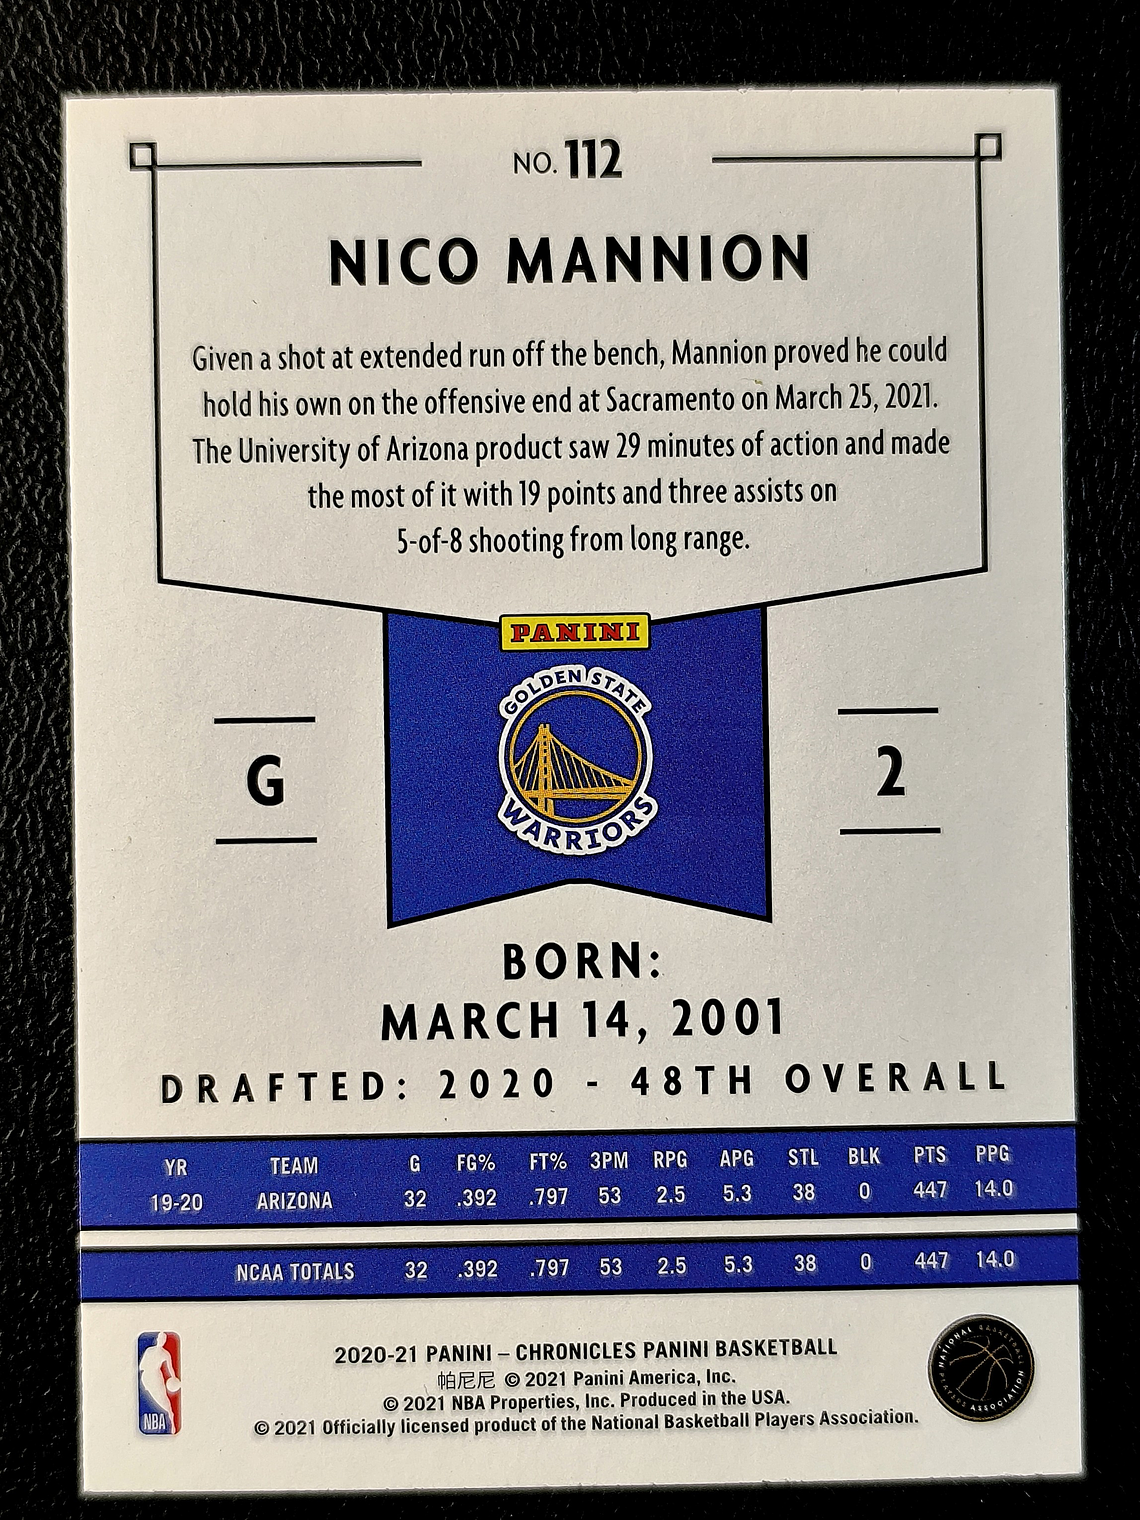 NO. 112
NICO MANNION
Given a shot at extended run off the bench, Mannion proved he could
hold his own on the offensive end at Sacramento on March 25, 2021.
The University of Arizona product saw 29 minutes of action and made
the most of it with 19 points and three assists on
5-of-8 shooting from long range.
PANINI
GOLDEN STATE
WARRIORS
G
2
BORN:
MARCH 14, 2001
DRAFTED: 2020 - 48TH OVERALL
YR TEAM G FG% FT% 3PM RPG APG STL BLK PTS PPG
19-20 ARIZONA 32 .392 .797 53 2.5 5.3 38 0 447 14.0
NCAA TOTALS 32 .392 .797 53 2.5 5.3 38 0 447 14.0
2020-21 PANINI – CHRONICLES PANINI BASKETBALL
帕尼尼 © 2021 Panini America, Inc.
© 2021 NBA Properties, Inc. Produced in the USA.
© 2021 Officially licensed product of the National Basketball Players Association.
NBA
NATIONAL BASKETBALL
PLAYERS ASSOCIATION